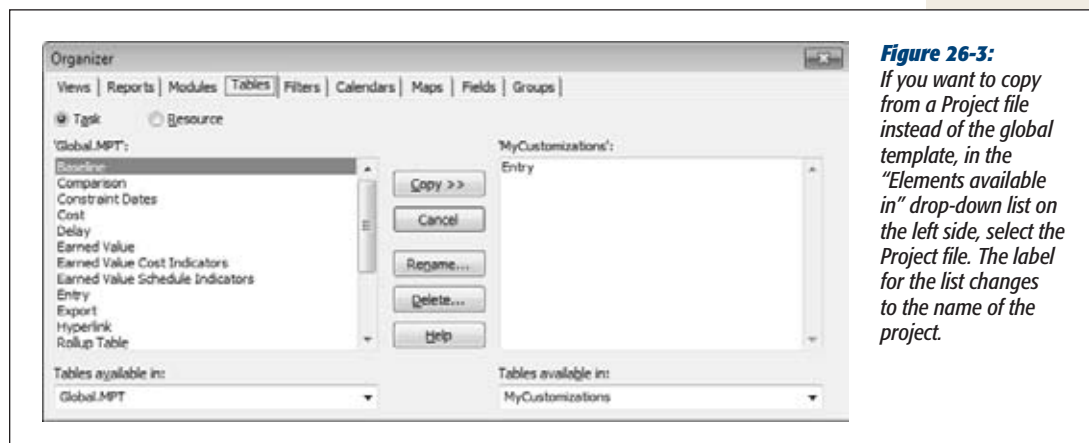 Organizer
Views | Reports | Modules | Tables | Filters | Calendars | Maps | Fields | Groups
Task Resource
'Global.MPT':
Baseline
Comparison
Constraint Dates
Cost
Delay
Earned Value
Earned Value Cost Indicators
Earned Value Schedule Indicators
Entry
Export
Hyperlink
Rollup Table
Copy >>
Cancel
Rename...
Delete...
Help
'MyCustomizations':
Entry
Tables available in:
Global.MPT
Tables available in:
MyCustomizations
Figure 26-3:
If you want to copy
from a Project file
instead of the global
template, in the
“Elements available
in” drop-down list on
the left side, select the
Project file. The label
for the list changes
to the name of the
project.